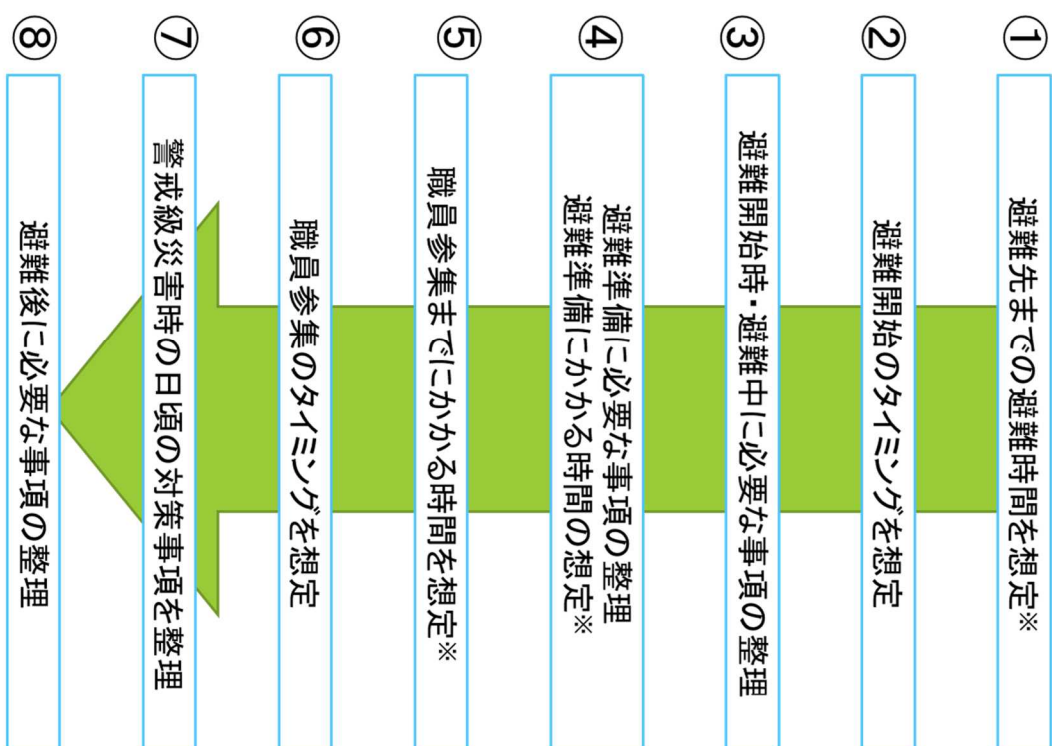 ① 避難先までの避難時間を想定※
② 避難開始のタイミングを想定
③ 避難開始時・避難中に必要な事項の整理
④ 避難準備に必要な事項の整理
避難準備にかかる時間の想定※
⑤ 職員参集までにかかる時間を想定※
⑥ 職員参集のタイミングを想定
⑦ 警戒級災害時の日頃の対策事項を整理
⑧ 避難後に必要な事項の整理